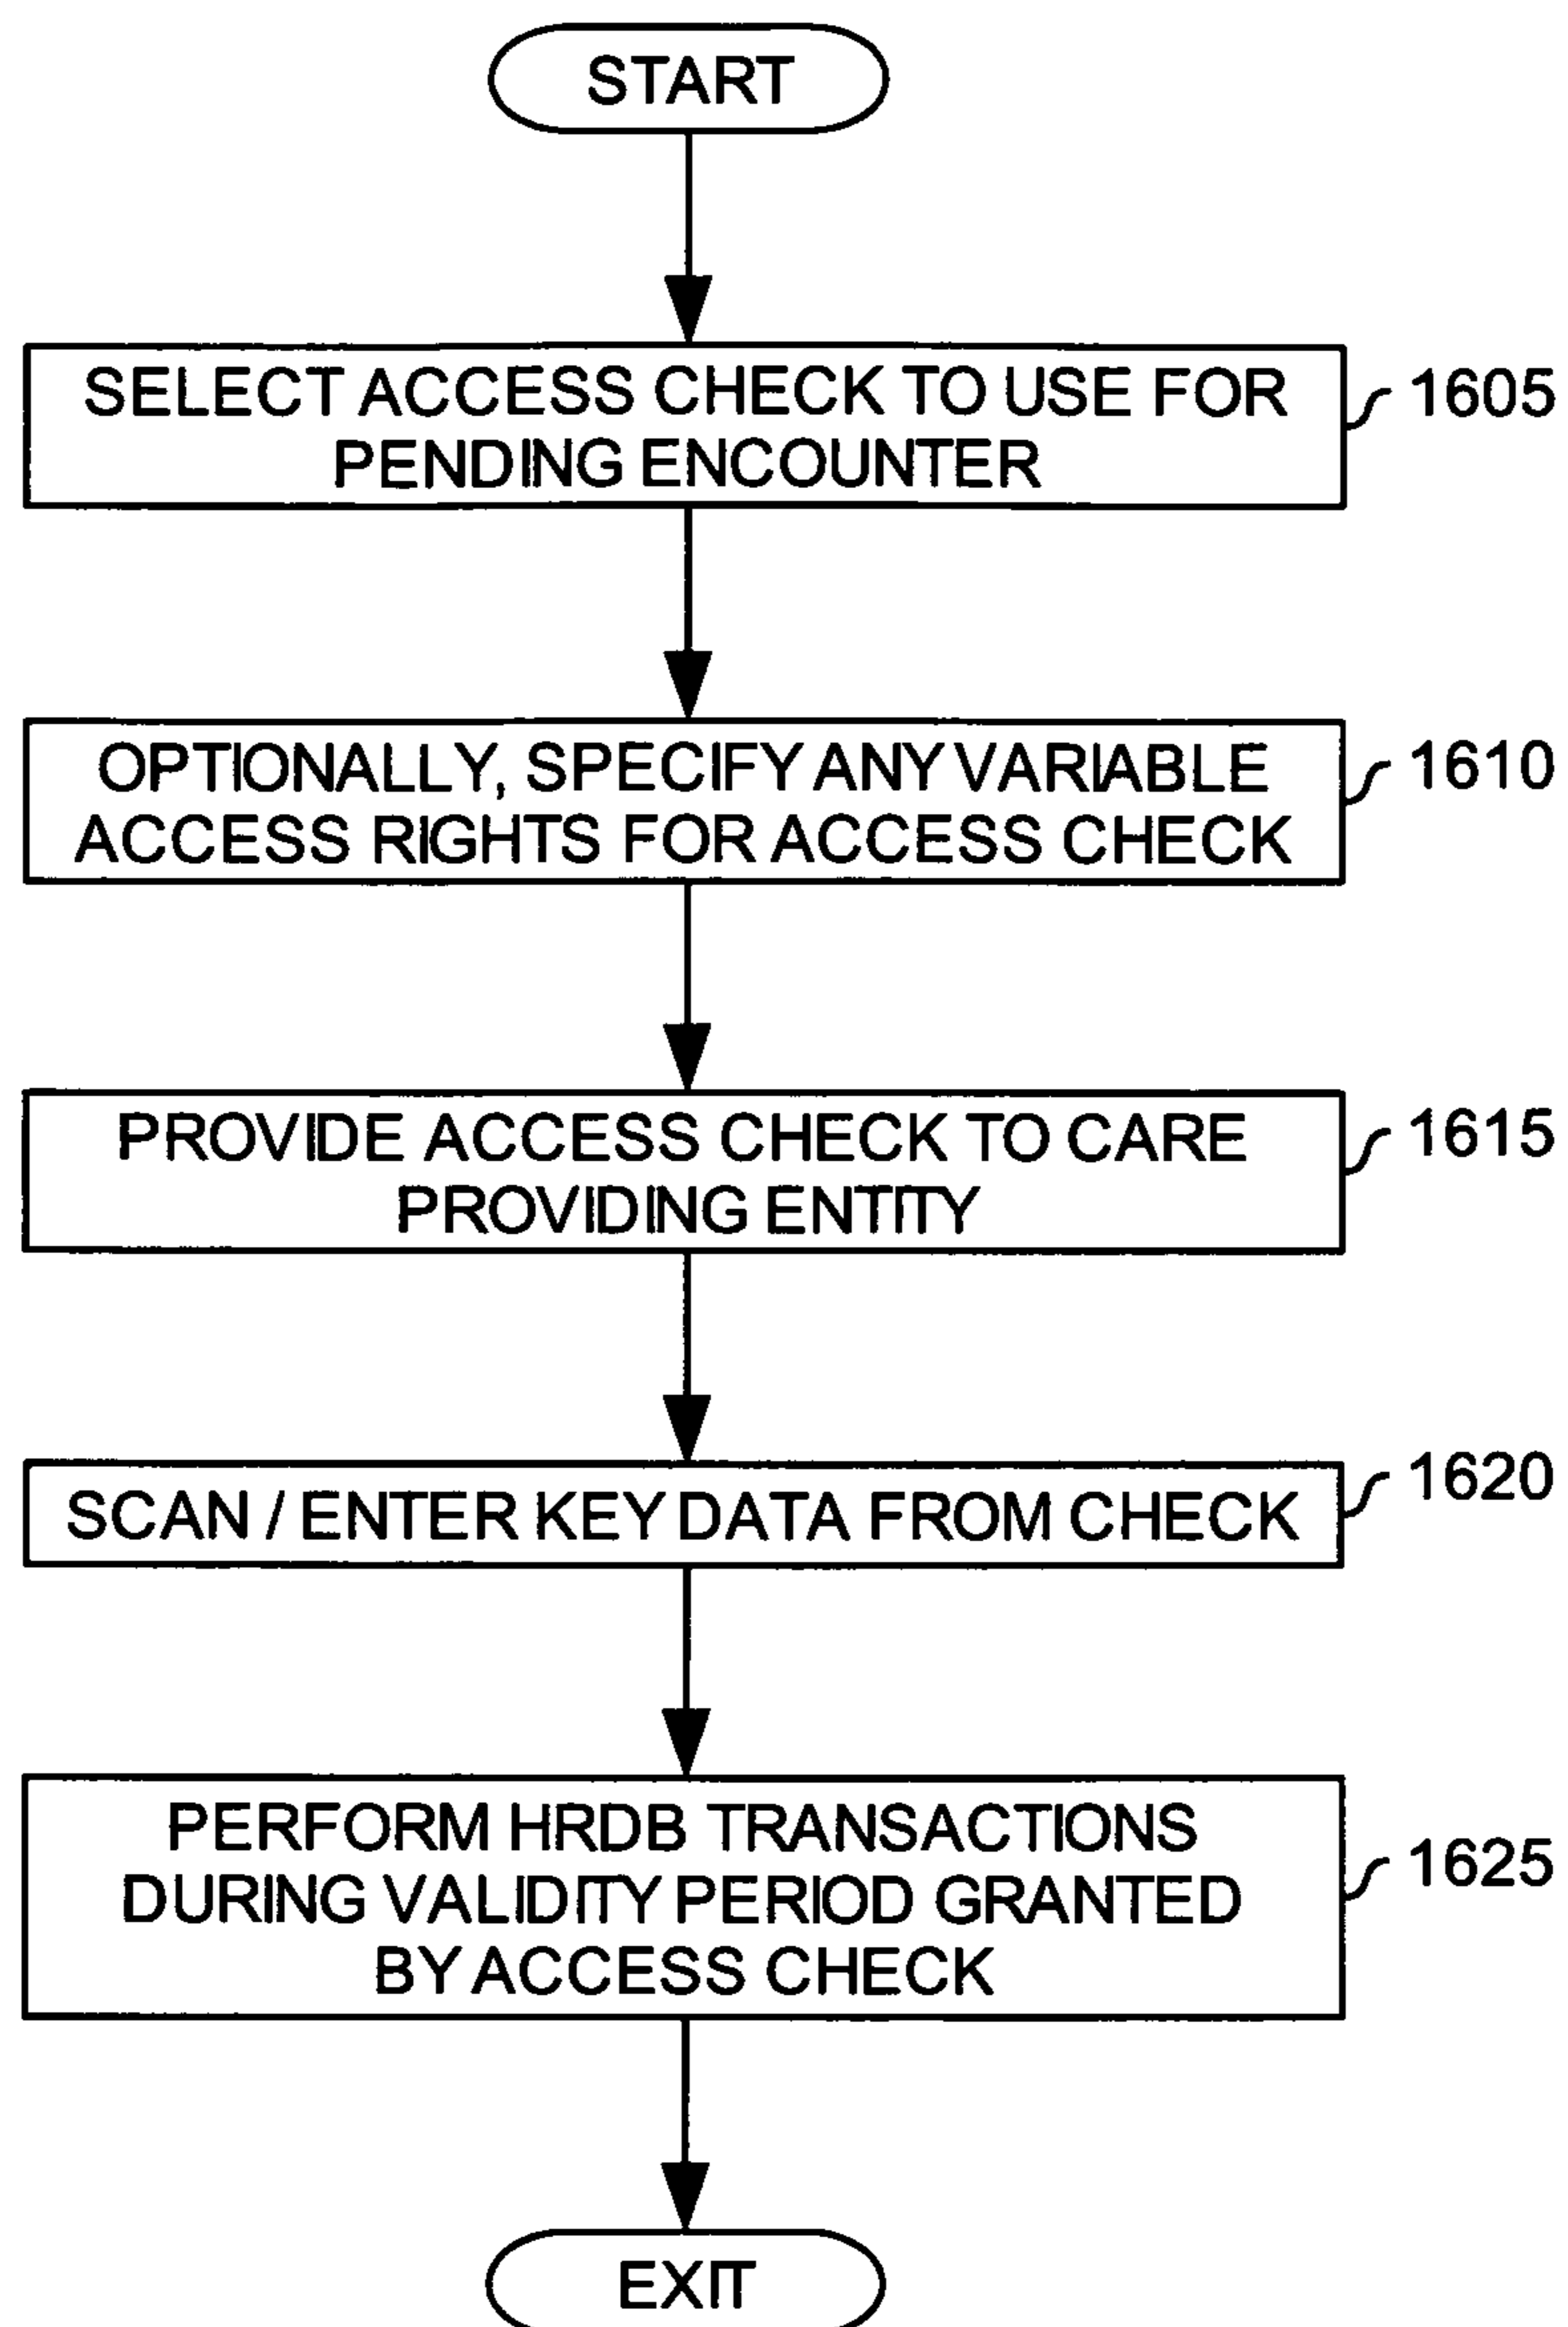 START
SELECT ACCESS CHECK TO USE FOR
PENDING ENCOUNTER
1605
OPTIONALLY, SPECIFY ANY VARIABLE
ACCESS RIGHTS FOR ACCESS CHECK
1610
PROVIDE ACCESS CHECK TO CARE
PROVIDING ENTITY
1615
SCAN / ENTER KEY DATA FROM CHECK
1620
PERFORM HRDB TRANSACTIONS
DURING VALIDITY PERIOD GRANTED
BY ACCESS CHECK
1625
EXIT